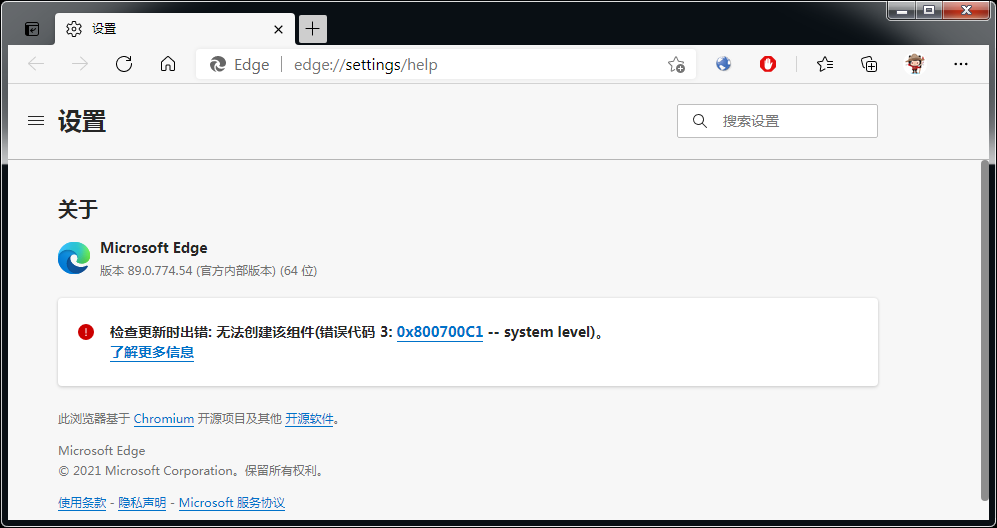 设置
Edge | edge://settings/help
设置
搜索设置
关于
Microsoft Edge
版本 89.0.774.54 (官方内部版本) (64 位)
检查更新时出错: 无法创建该组件(错误代码 3: 0x800700C1 -- system level)。
了解更多信息
此浏览器基于 Chromium 开源项目及其他 开源软件。
Microsoft Edge
© 2021 Microsoft Corporation。保留所有权利。
使用条款 - 隐私声明 - Microsoft 服务协议